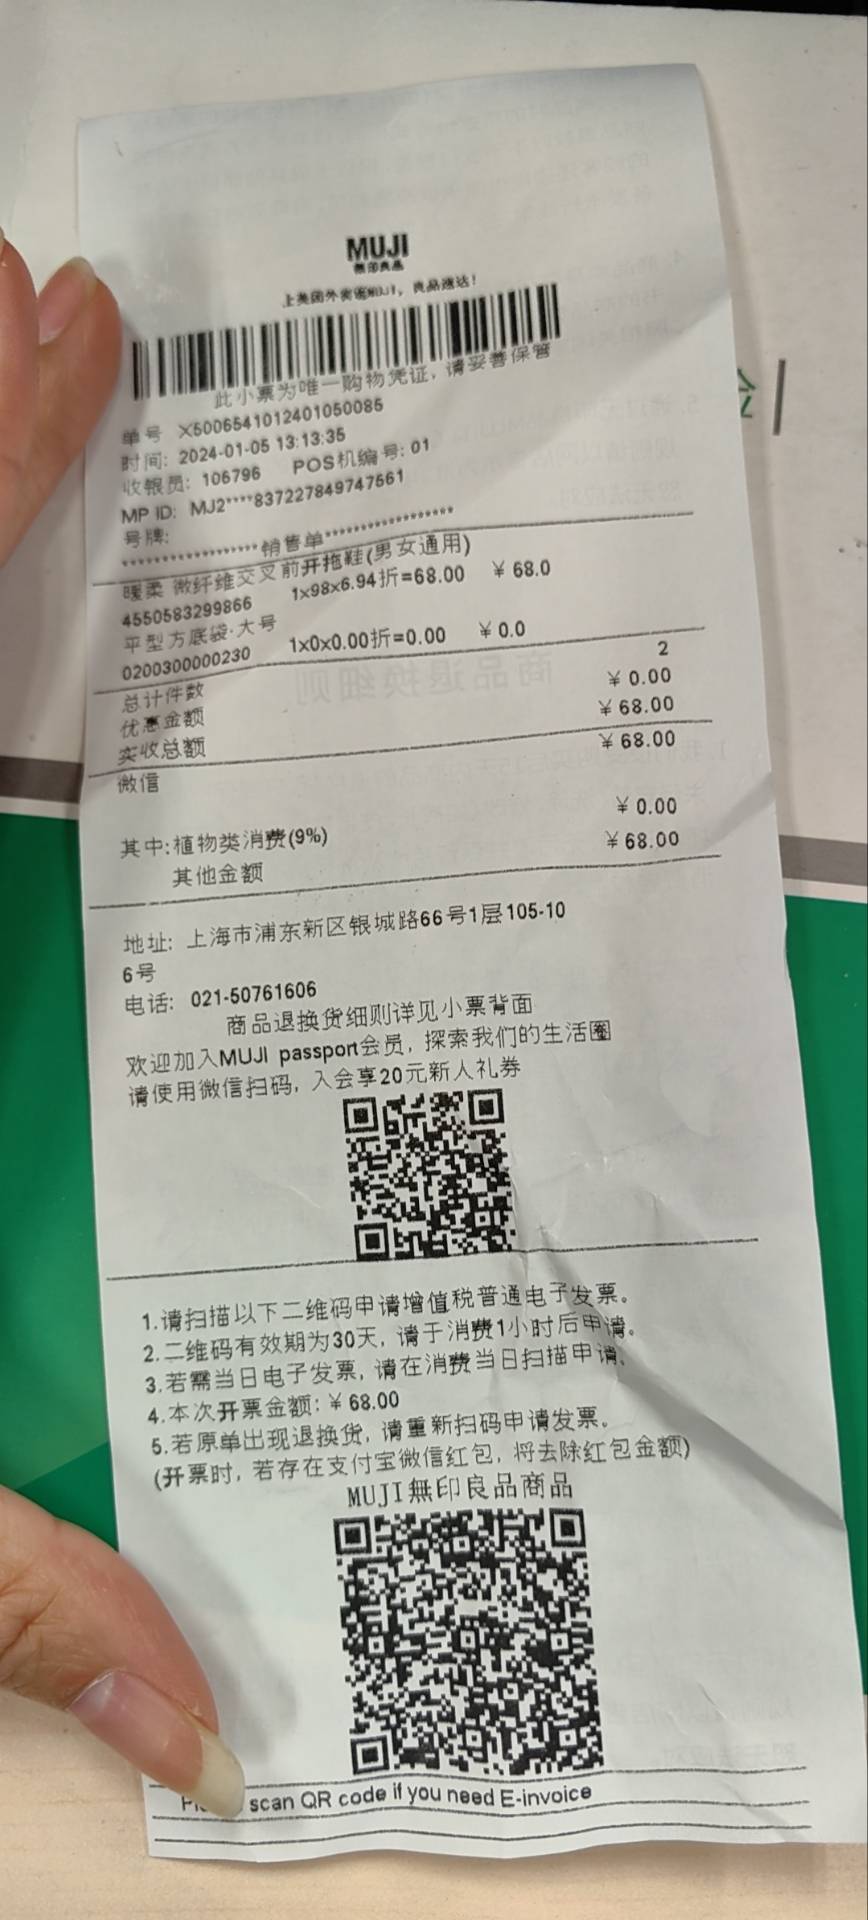 MUJI
無印良品
上美团外卖逛MUJI，良品速达！
此小票为唯一购物凭证，请妥善保管
单号 X5006541012401050085
时间: 2024-01-05 13:13:35
收银员: 106796 POS机编号: 01
MP ID: MJ2****837227849747561
号牌:
******************销售单******************
暖柔 微纤维交叉前开拖鞋(男女通用)
4550583299866 1x98x6.94折=68.00 ￥68.0
平型方底袋·大号
0200300000230 1x0x0.00折=0.00 ￥0.0
总计件数 2
优惠金额 ￥0.00
实收总额 ￥68.00
微信 ￥68.00
其中:植物类消费(9%) ￥0.00
其他金额 ￥68.00
地址: 上海市浦东新区银城路66号1层105-10
6号
电话: 021-50761606
商品退换货细则详见小票背面
欢迎加入MUJI passport会员，探索我们的生活圈
请使用微信扫码，入会享20元新人礼券
1.请扫描以下二维码申请增值税普通电子发票。
2.二维码有效期为30天，请于消费1小时后申请。
3.若需当日电子发票，请在消费当日扫描申请。
4.本次开票金额: ￥68.00
5.若原单出现退换货，请重新扫码申请发票。
(开票时，若存在支付宝微信红包，将去除红包金额)
MUJI無印良品商品
scan QR code if you need E-invoice
商品退换细则